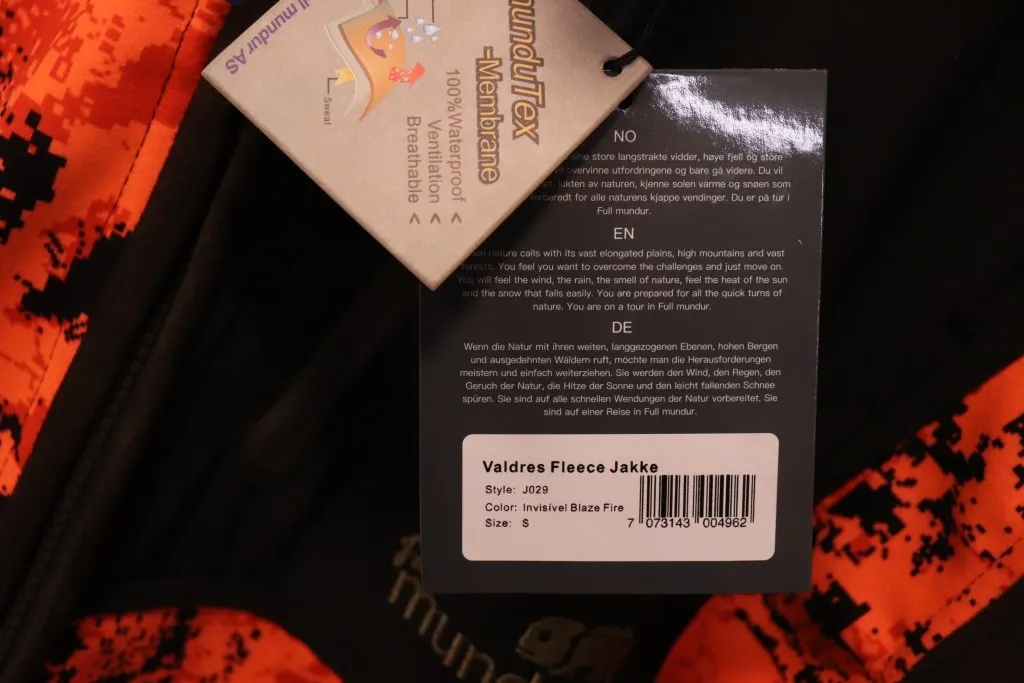 ll mundur AS
munduTex
-Membrane
100%Waterproof <
Ventilation <
Breathable <
Sweat
NO
store langstrakte vidder, høye fjell og store
overvinne utfordringene og bare gå videre. Du vil
lukten av naturen, kjenne solen varme og snøen som
forberedt for alle naturens kjappe vendinger. Du er på tur i
Full mundur.
EN
nature calls with its vast elongated plains, high mountains and vast
forests. You feel you want to overcome the challenges and just move on.
You will feel the wind, the rain, the smell of nature, feel the heat of the sun
and the snow that falls easily. You are prepared for all the quick turns of
nature. You are on a tour in Full mundur.
DE
Wenn die Natur mit ihren weiten, langgezogenen Ebenen, hohen Bergen
und ausgedehnten Wäldern ruft, möchte man die Herausforderungen
meistern und einfach weiterziehen. Sie werden den Wind, den Regen, den
Geruch der Natur, die Hitze der Sonne und den leicht fallenden Schnee
spüren. Sie sind auf alle schnellen Wendungen der Natur vorbereitet. Sie
sind auf einer Reise in Full mundur.
Valdres Fleece Jakke
Style: J029
Color: Invisível Blaze Fire
Size: S
7 073143 004962
mund